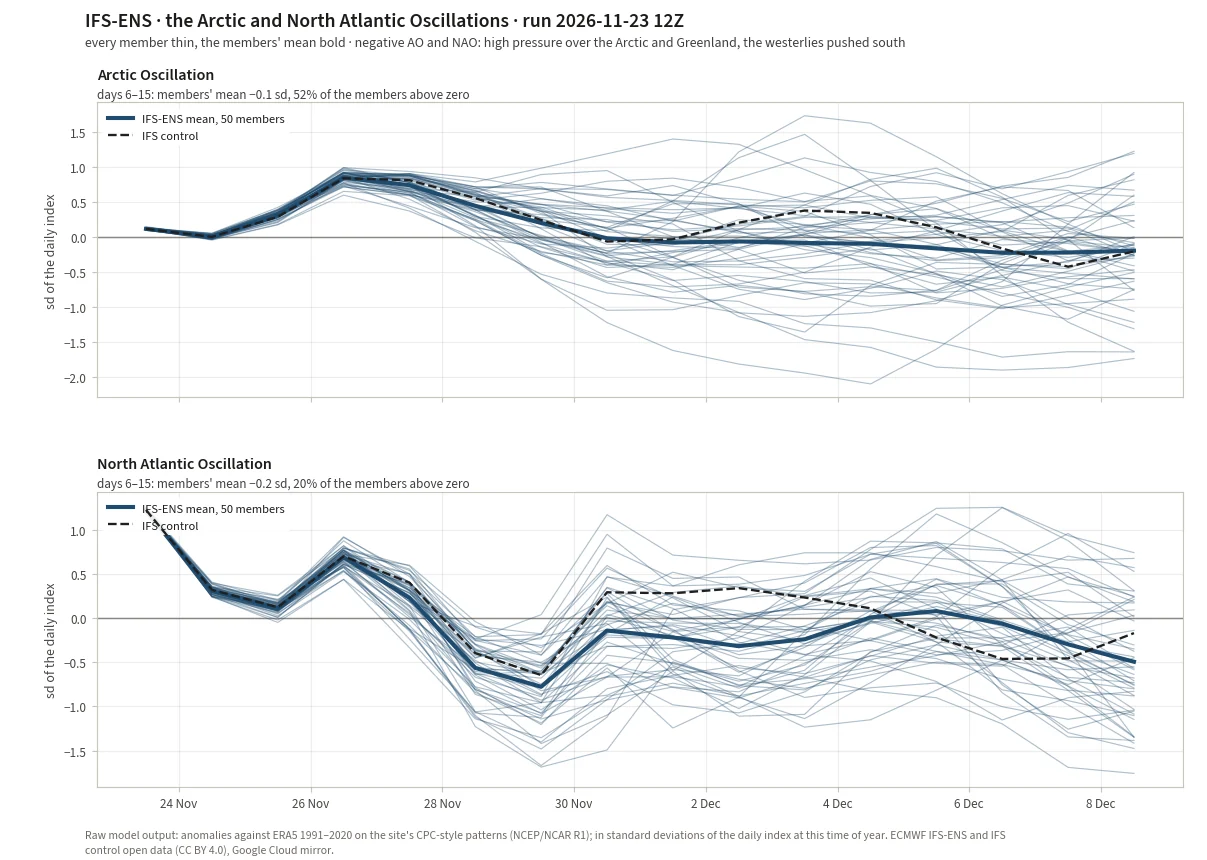 IFS-ENS · the Arctic and North Atlantic Oscillations · run 2026-11-23 12Z
every member thin, the members' mean bold · negative AO and NAO: high pressure over the Arctic and Greenland, the westerlies pushed south
Arctic Oscillation
days 6–15: members' mean −0.1 sd, 52% of the members above zero
IFS-ENS mean, 50 members
IFS control
sd of the daily index
1.5
1.0
0.5
0.0
−0.5
−1.0
−1.5
−2.0
North Atlantic Oscillation
days 6–15: members' mean −0.2 sd, 20% of the members above zero
IFS-ENS mean, 50 members
IFS control
sd of the daily index
1.0
0.5
0.0
−0.5
−1.0
−1.5
24 Nov
26 Nov
28 Nov
30 Nov
2 Dec
4 Dec
6 Dec
8 Dec
Raw model output: anomalies against ERA5 1991–2020 on the site's CPC-style patterns (NCEP/NCAR R1); in standard deviations of the daily index at this time of year. ECMWF IFS-ENS and IFS
control open data (CC BY 4.0), Google Cloud mirror.